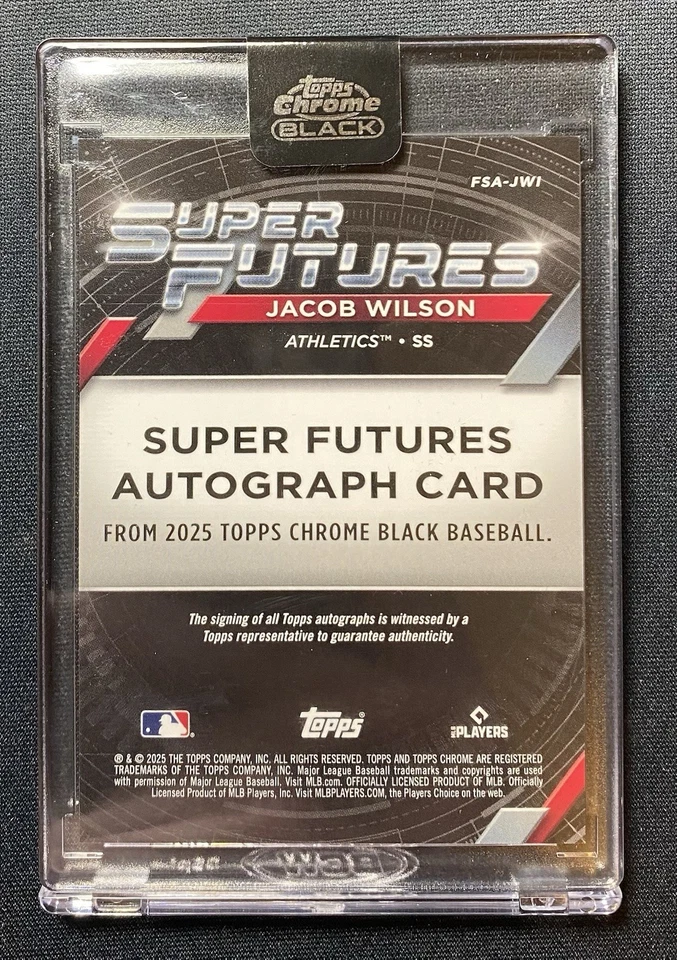 Topps
Chrome
BLACK
FSA-JWI
SUPER
FUTURES
JACOB WILSON
ATHLETICS™ • SS
SUPER FUTURES
AUTOGRAPH CARD
FROM 2025 TOPPS CHROME BLACK BASEBALL.
The signing of all Topps autographs is witnessed by a
Topps representative to guarantee authenticity.
Topps®
MLB PLAYERS
® & © 2025 THE TOPPS COMPANY, INC. ALL RIGHTS RESERVED. TOPPS AND TOPPS CHROME ARE REGISTERED
TRADEMARKS OF THE TOPPS COMPANY, INC. Major League Baseball trademarks and copyrights are used
with permission of Major League Baseball. Visit MLB.com. OFFICIALLY LICENSED PRODUCT OF MLB. Officially
Licensed Product of MLB Players, Inc. Visit MLBPLAYERS.COM, the Players Choice on the web.